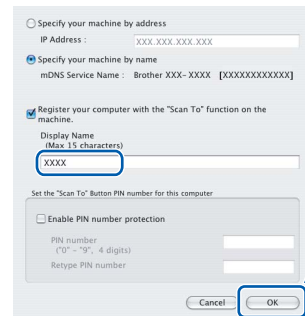 Specify your machine by address
IP Address : XXX.XXX.XXX.XXX
Specify your machine by name
mDNS Service Name : Brother XXX-XXXX [XXXXXXXXXXXX]
Register your computer with the "Scan To" function on the
machine.
Display Name
(Max 15 characters)
XXXX
Set the "Scan To" Button PIN number for this computer
Enable PIN number protection
PIN number
("0" - "9", 4 digits)
Retype PIN number
Cancel OK